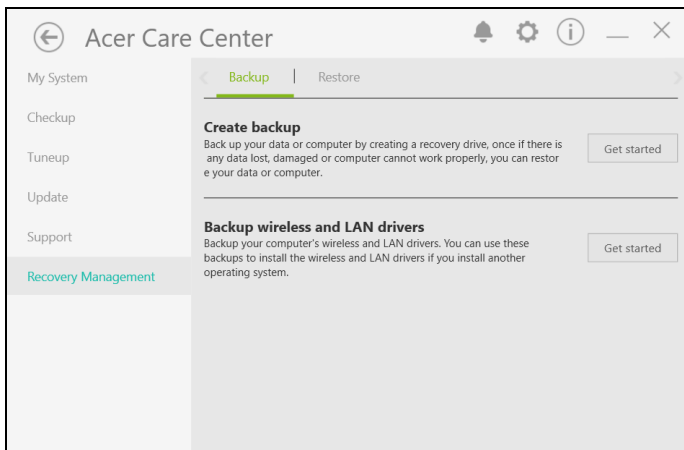 Acer Care Center
My System
Checkup
Tuneup
Update
Support
Recovery Management
Backup
Restore
Create backup
Back up your data or computer by creating a recovery drive, once if there is
any data lost, damaged or computer cannot work properly, you can restor
e your data or computer.
Get started
Backup wireless and LAN drivers
Backup your computer's wireless and LAN drivers. You can use these
backups to install the wireless and LAN drivers if you install another
operating system.
Get started